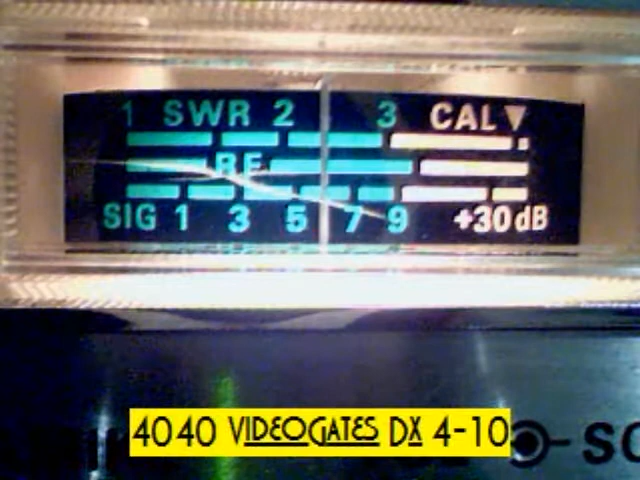 1 SWR 2 3 CAL
RF
SIG 1 3 5 7 9 +30dB
4040 VIDEOGATES DX 4-10